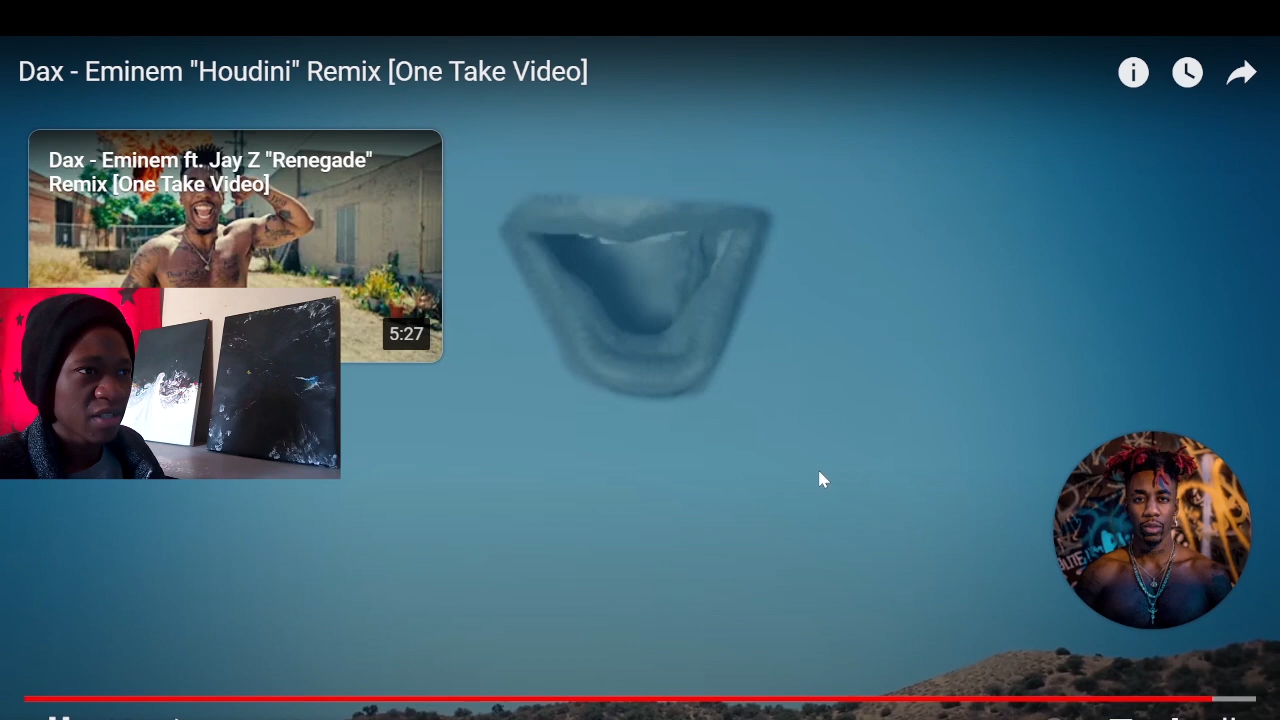 Dax - Eminem "Houdini" Remix [One Take Video]
Dax - Eminem ft. Jay Z "Renegade"
Remix [One Take Video]
5:27